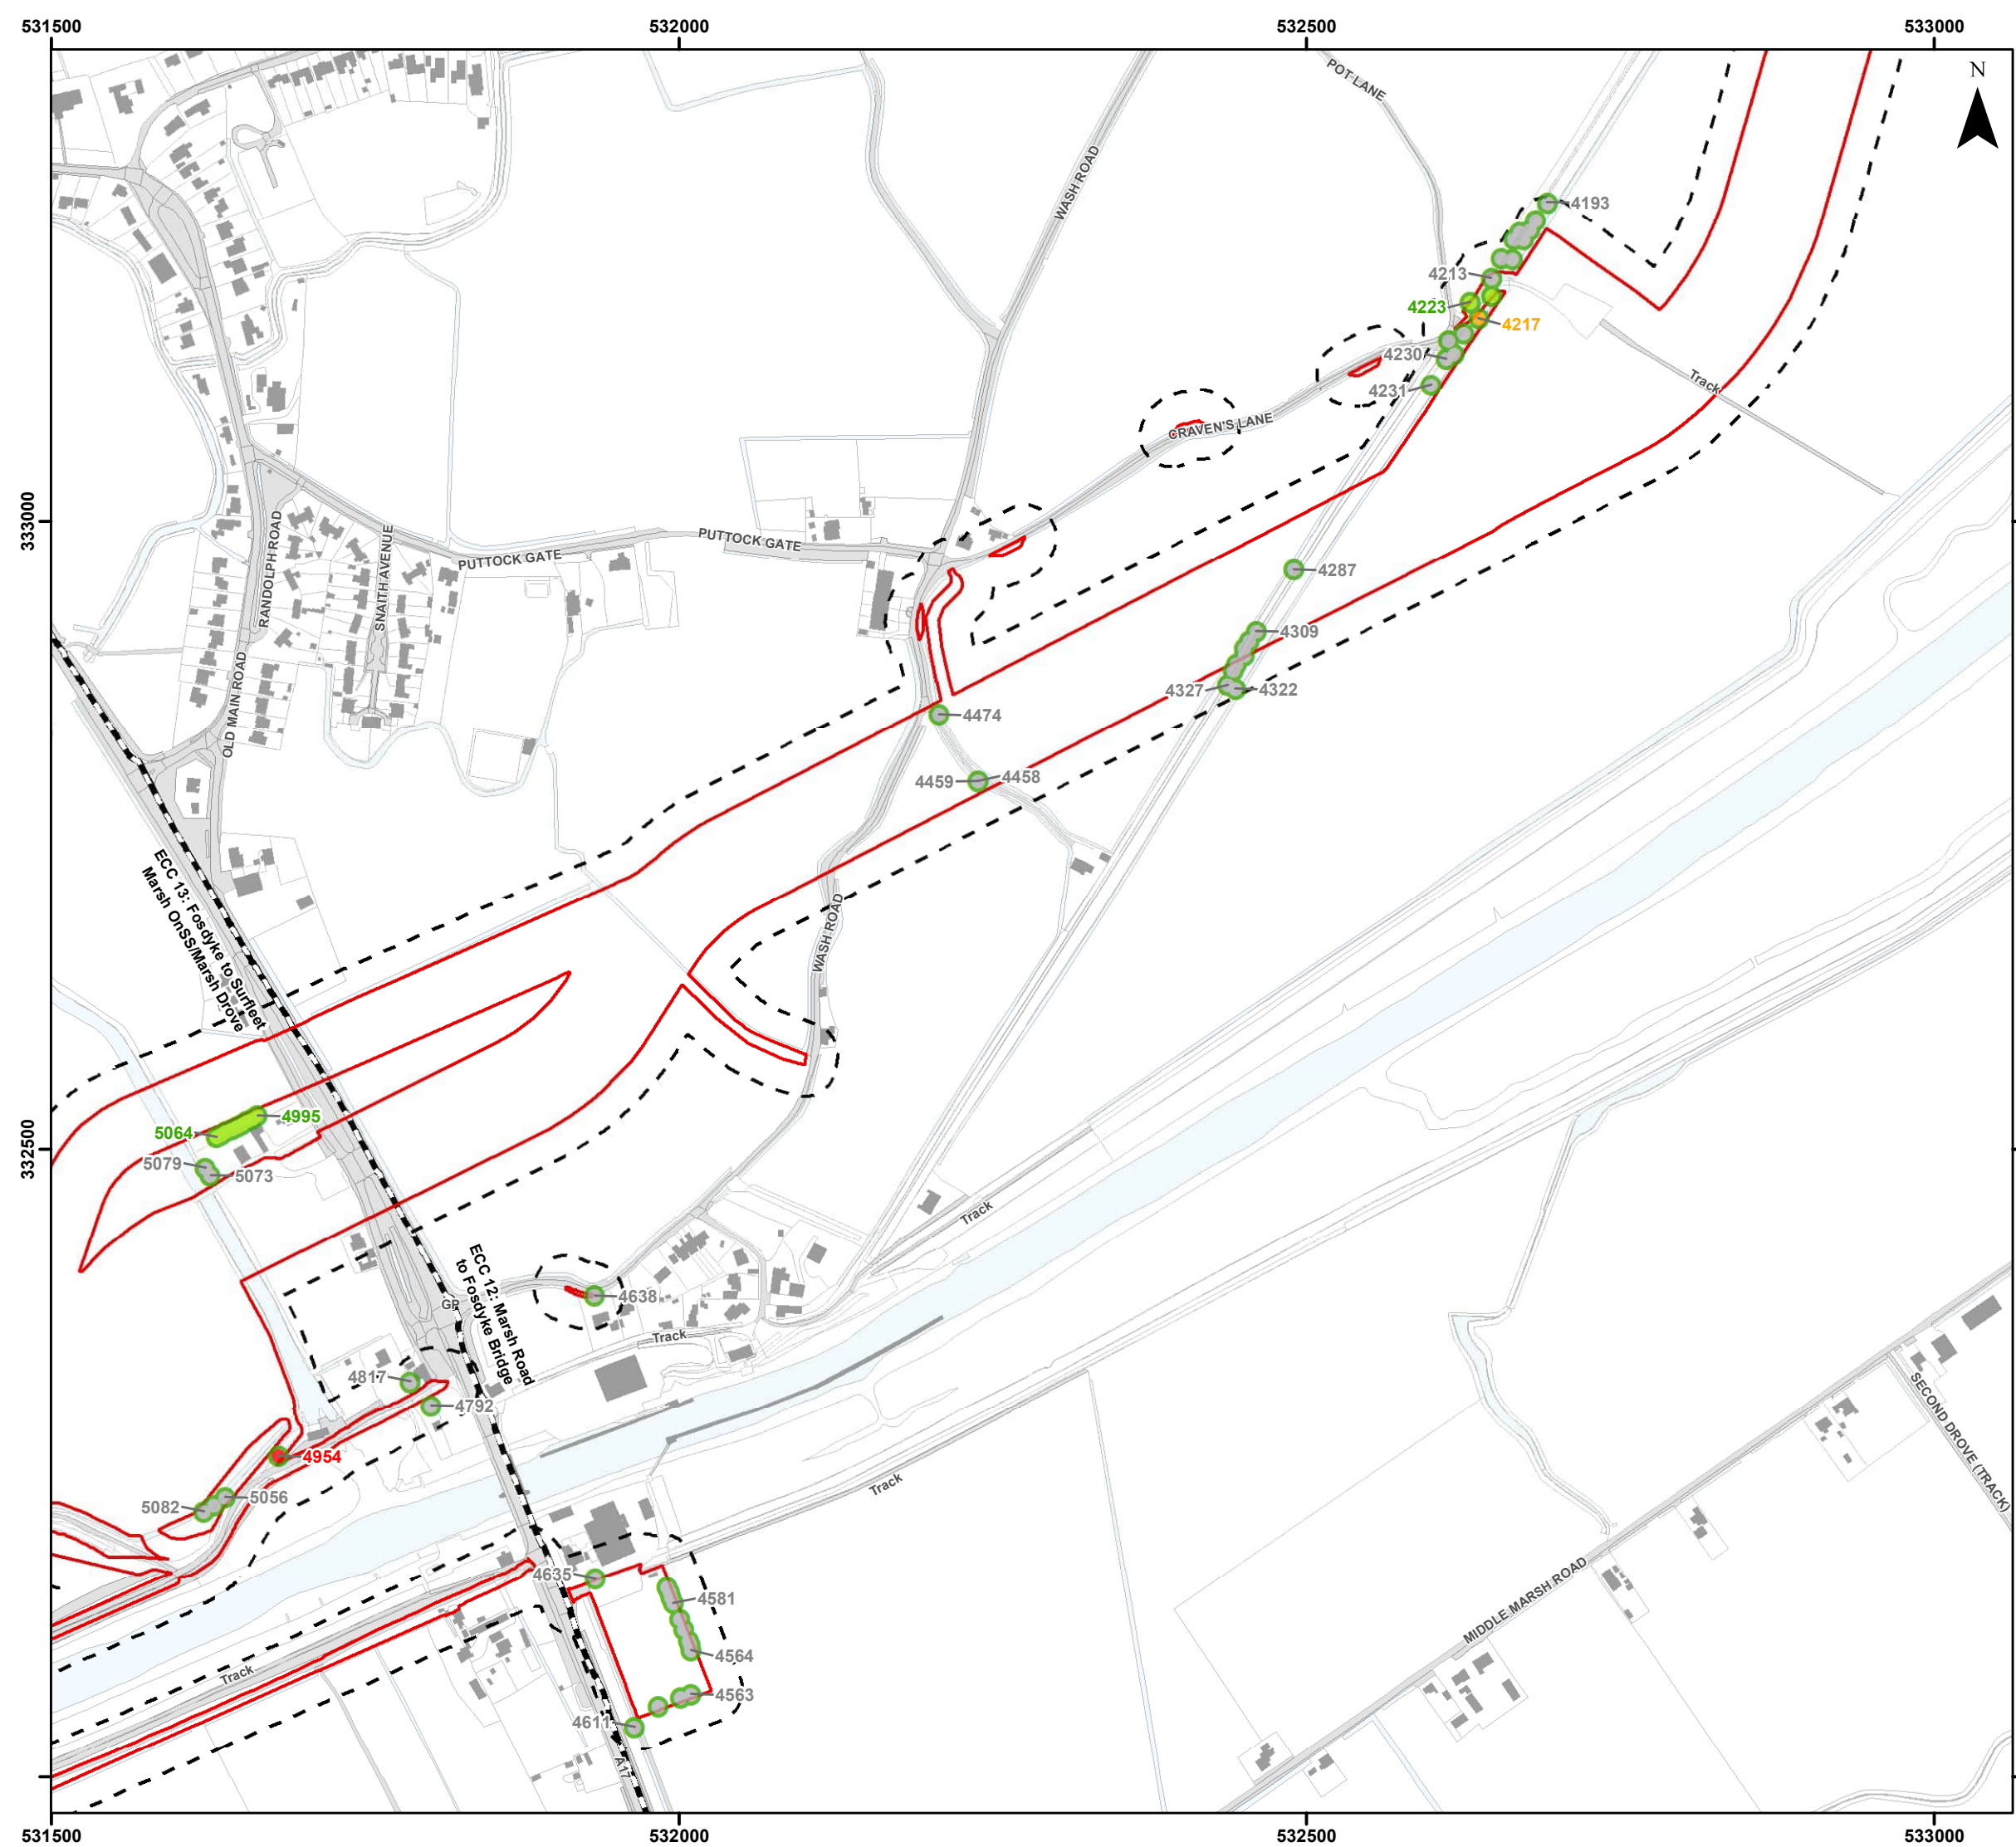 531500
532000
532500
533000
N
POT LANE
WASH ROAD
4193
4213
4223
4217
4230
4231
Track
CRAVEN'S LANE
333000
RANDOLPH ROAD
SNAITH AVENUE
PUTTOCK GATE
PUTTOCK GATE
4287
4309
4327
4322
OLD MAIN ROAD
4474
4459
4458
ECC 13: Fosdyke to Surfleet
Marsh OnSS/Marsh Drove
WASH ROAD
332500
4995
5064
5079
5073
Track
ECC 12: Marsh Road
to Fosdyke Bridge
GP
4638
Track
4817
4792
SECOND DROVE (TRACK)
4954
5056
5082
Track
4635
4581
MIDDLE MARSH ROAD
4564
Track
4563
4611
A17
531500
532000
532500
533000